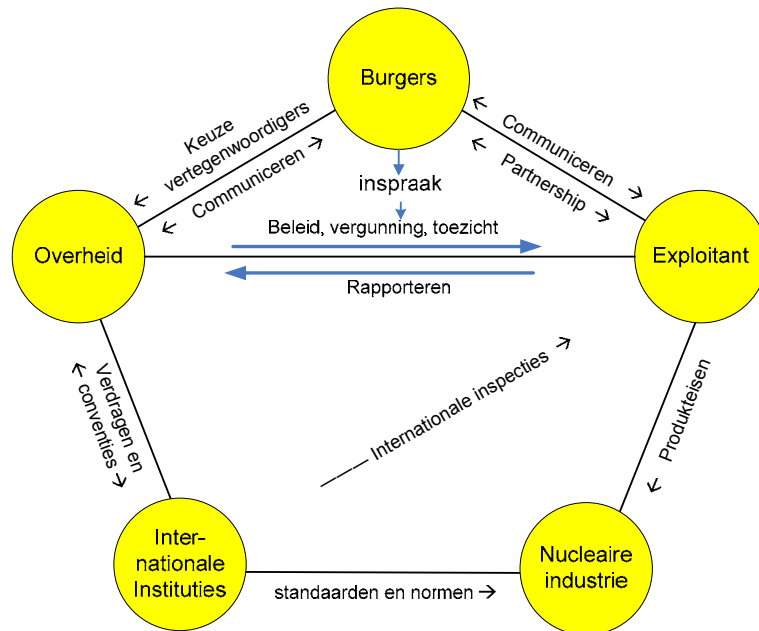 Burgers
Keuze
← vertegenwoordigers
← Communiceren →
← Communiceren →
← Partnership →
inspraak
Beleid, vergunning, toezicht
Overheid
Exploitant
Rapporteren
Verdragen en
← conventies →
——— Internationale inspecties →
← Produkteisen
Inter-
nationale
Instituties
Nucleaire
industrie
standaarden en normen →